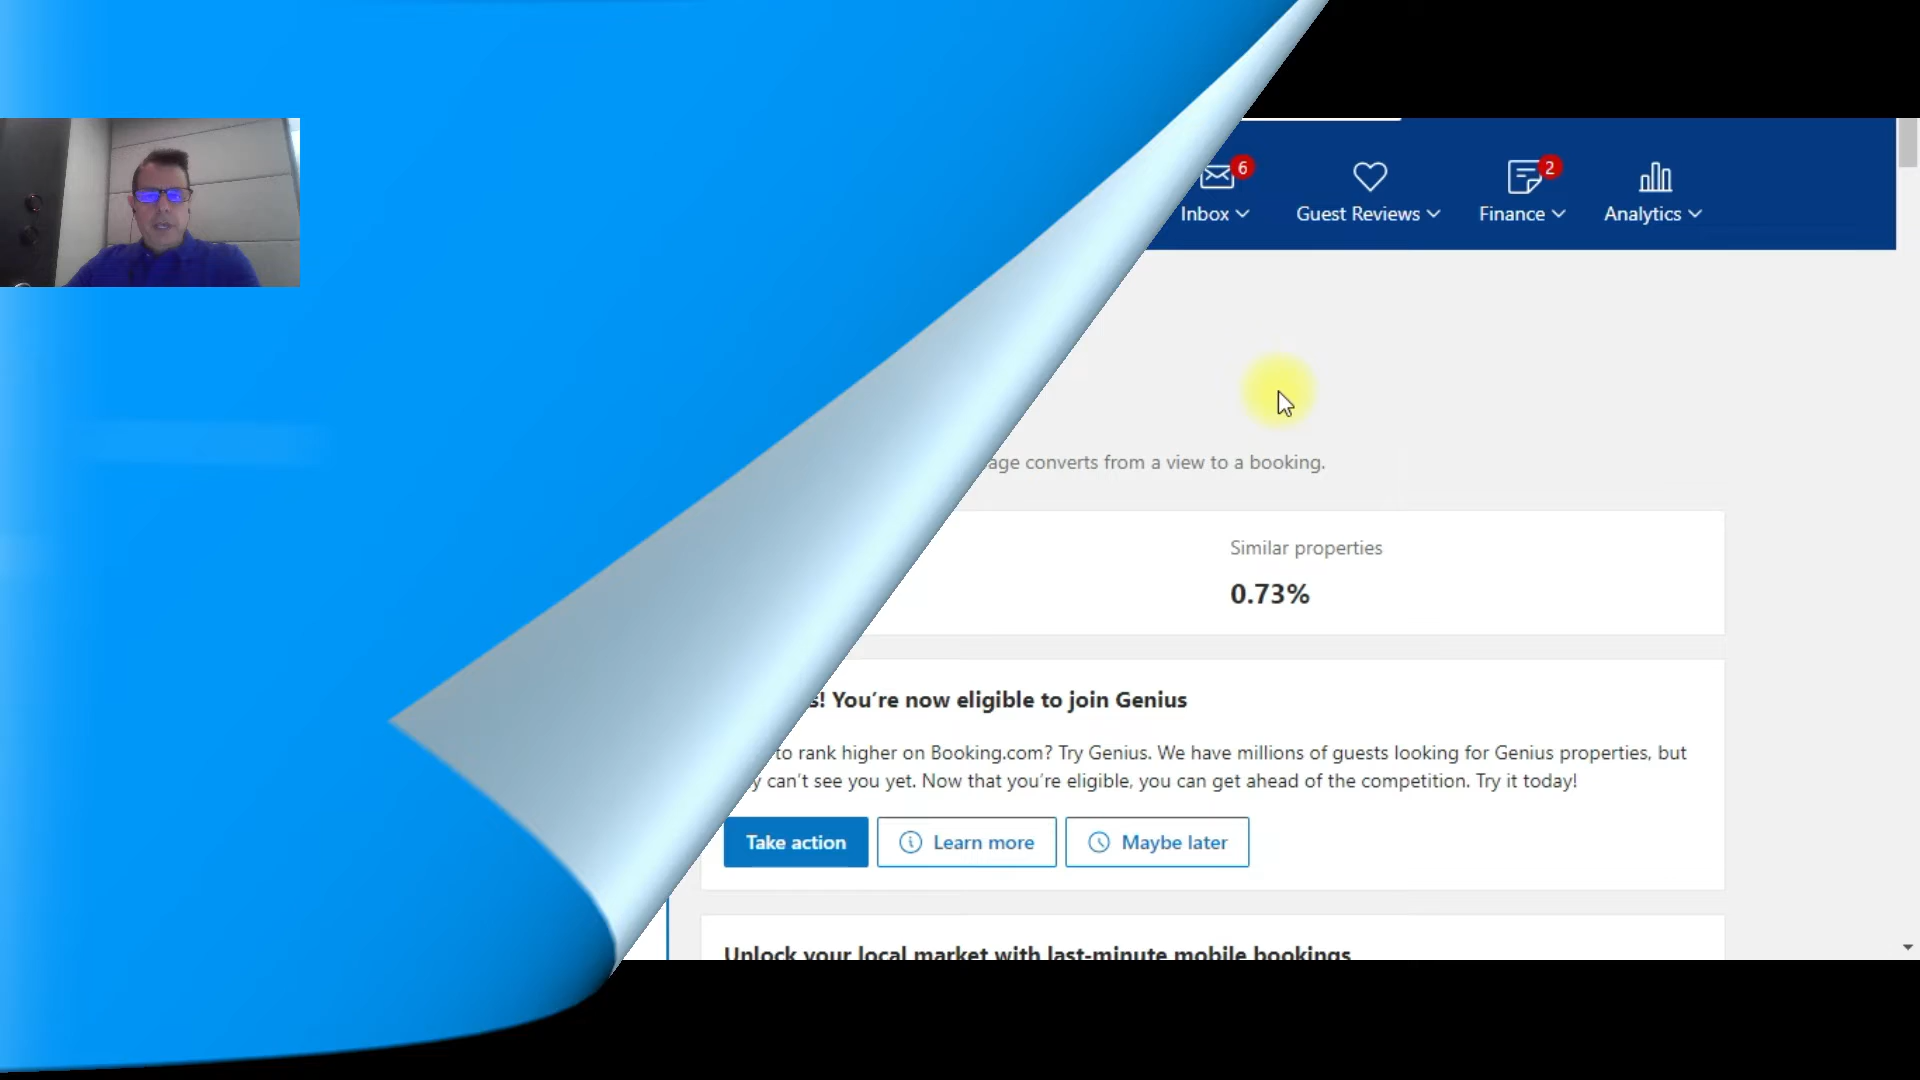 6
2
Inbox
Guest Reviews
Finance
Analytics
converts from a view to a booking.
Similar properties
0.73%
You're now eligible to join Genius
to rank higher on Booking.com? Try Genius. We have millions of guests looking for Genius properties, but
can't see you yet. Now that you're eligible, you can get ahead of the competition. Try it today!
Take action
Learn more
Maybe later
Unlock your local market with last-minute mobile bookings